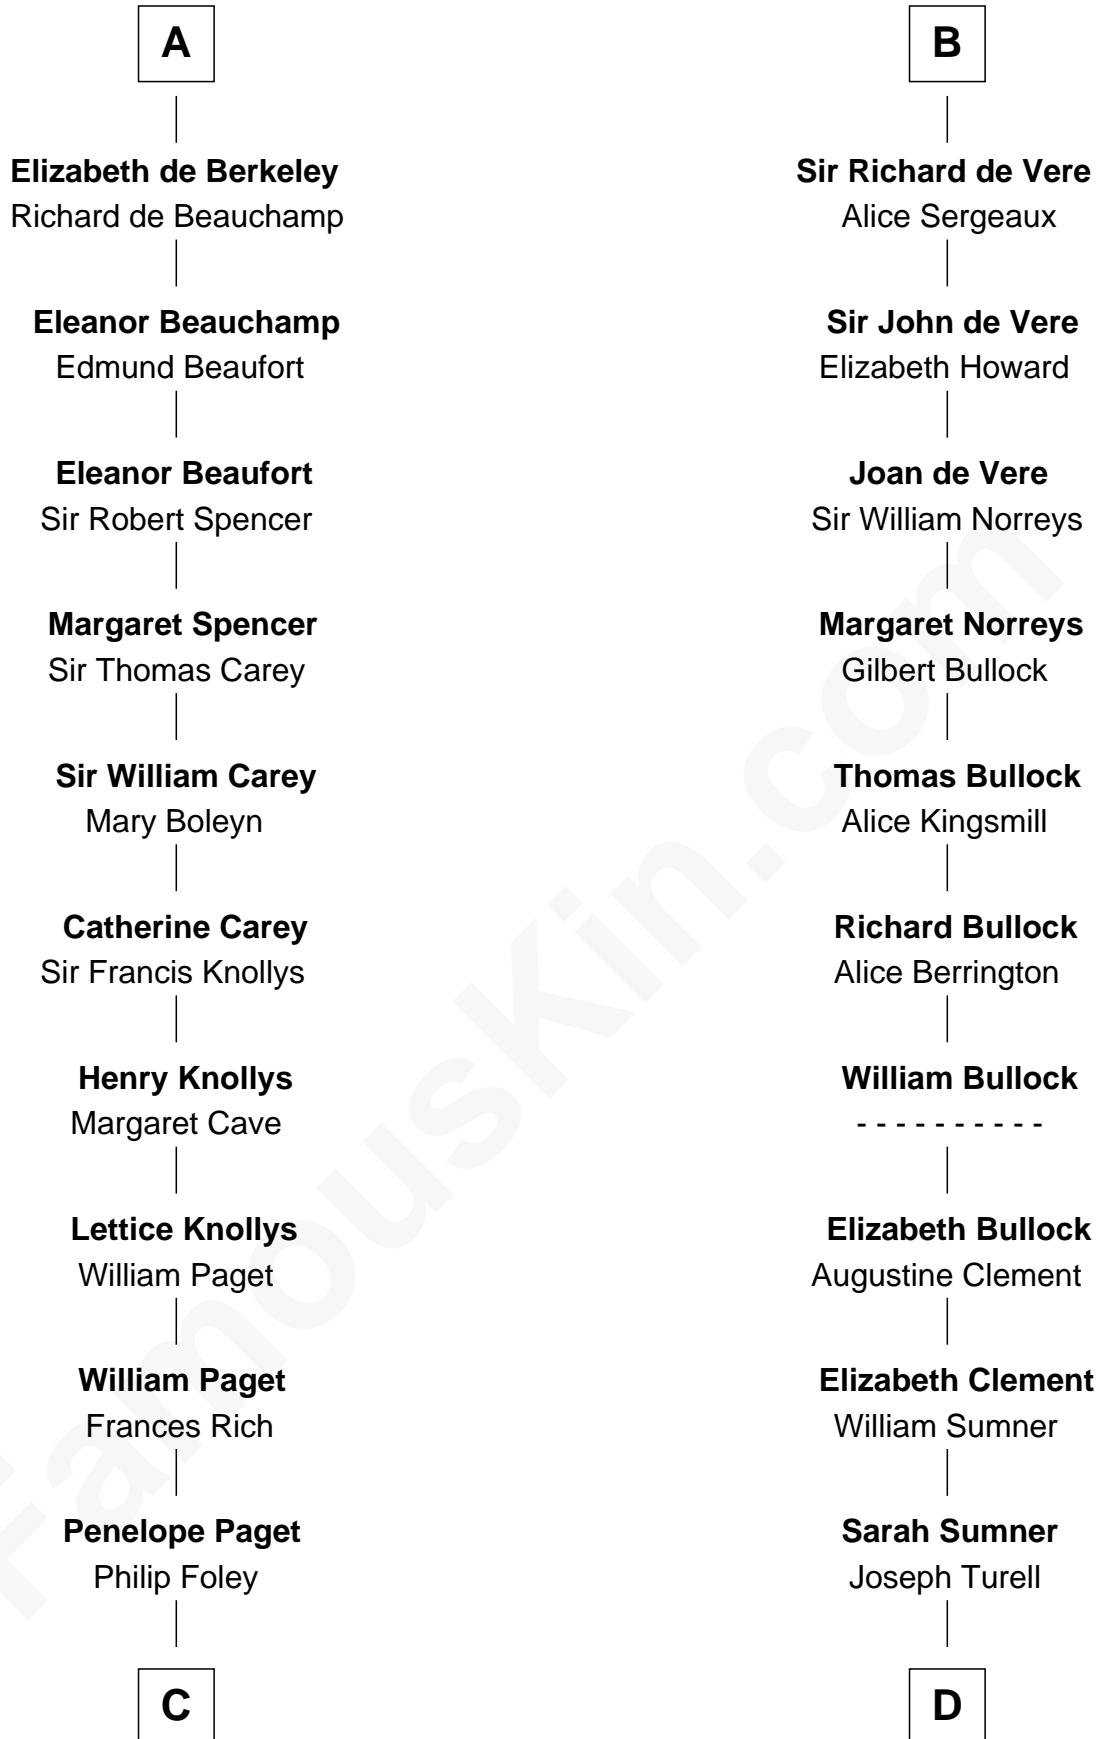 A
Elizabeth de Berkeley
Richard de Beauchamp
Eleanor Beauchamp
Edmund Beaufort
Eleanor Beaufort
Sir Robert Spencer
Margaret Spencer
Sir Thomas Carey
Sir William Carey
Mary Boleyn
Catherine Carey
Sir Francis Knollys
Henry Knollys
Margaret Cave
Lettice Knollys
William Paget
William Paget
Frances Rich
Penelope Paget
Philip Foley
C
B
Sir Richard de Vere
Alice Sergeaux
Sir John de Vere
Elizabeth Howard
Joan de Vere
Sir William Norreys
Margaret Norreys
Gilbert Bullock
Thomas Bullock
Alice Kingsmill
Richard Bullock
Alice Berrington
William Bullock
- - - - - - - - - -
Elizabeth Bullock
Augustine Clement
Elizabeth Clement
William Sumner
Sarah Sumner
Joseph Turell
D
FamousKin.com